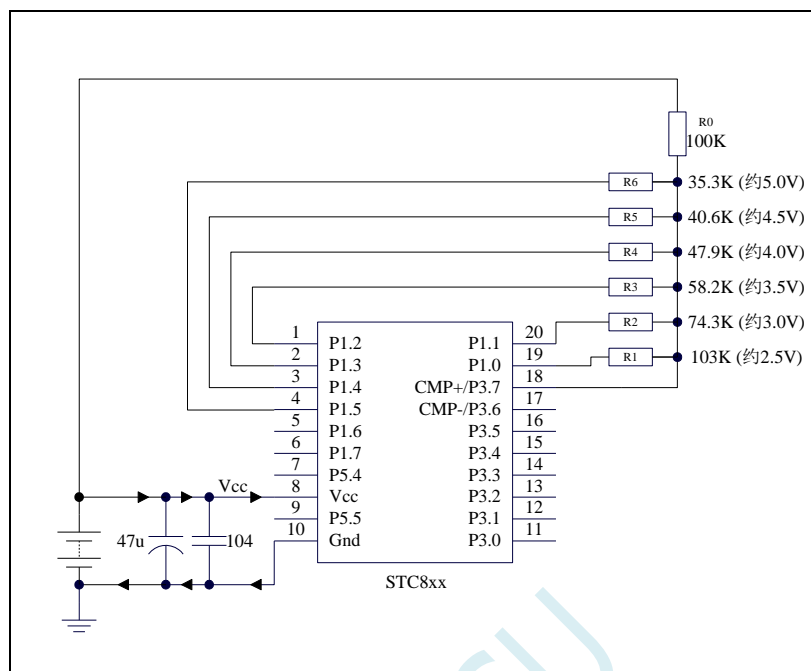 R0
100K
R6 35.3K (约5.0V)
R5 40.6K (约4.5V)
R4 47.9K (约4.0V)
R3 58.2K (约3.5V)
R2 74.3K (约3.0V)
R1 103K (约2.5V)
1 P1.2 P1.1 20
2 P1.3 P1.0 19
3 P1.4 CMP+/P3.7 18
4 P1.5 CMP-/P3.6 17
5 P1.6 P3.5 16
6 P1.7 P3.4 15
7 P5.4 P3.3 14
Vcc 8 Vcc P3.2 13
9 P5.5 P3.1 12
10 Gnd P3.0 11
47u 104
STC8xx